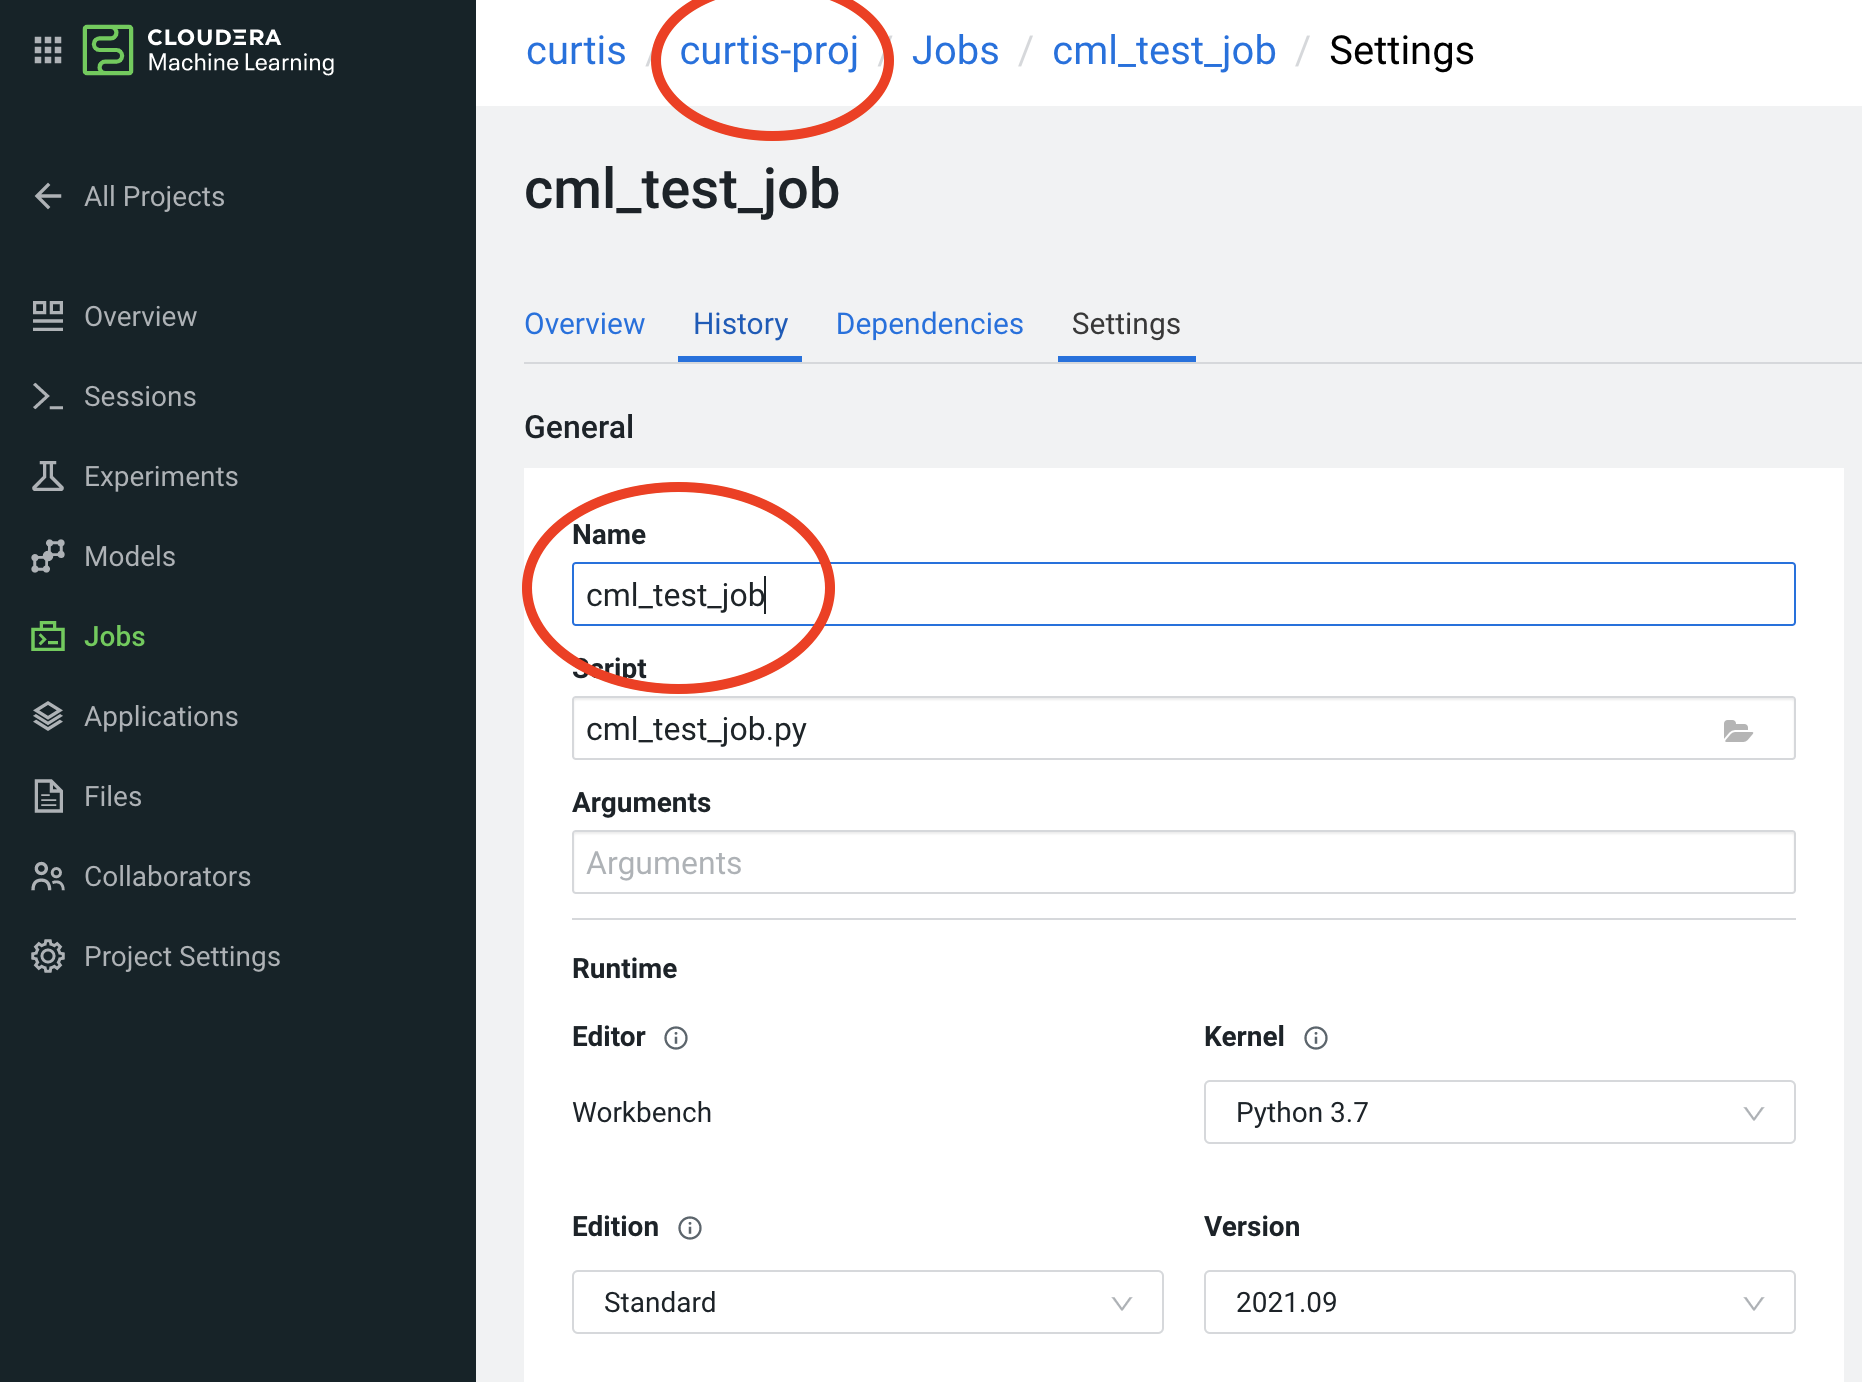 CLOUDERA
Machine Learning
All Projects
Overview
Sessions
Experiments
Models
Jobs
Applications
Files
Collaborators
Project Settings
curtis / curtis-proj / Jobs / cml_test_job / Settings
cml_test_job
Overview History Dependencies Settings
General
Name
cml_test_job
Script
cml_test_job.py
Arguments
Arguments
Runtime
Editor Kernel
Workbench Python 3.7
Edition Version
Standard 2021.09